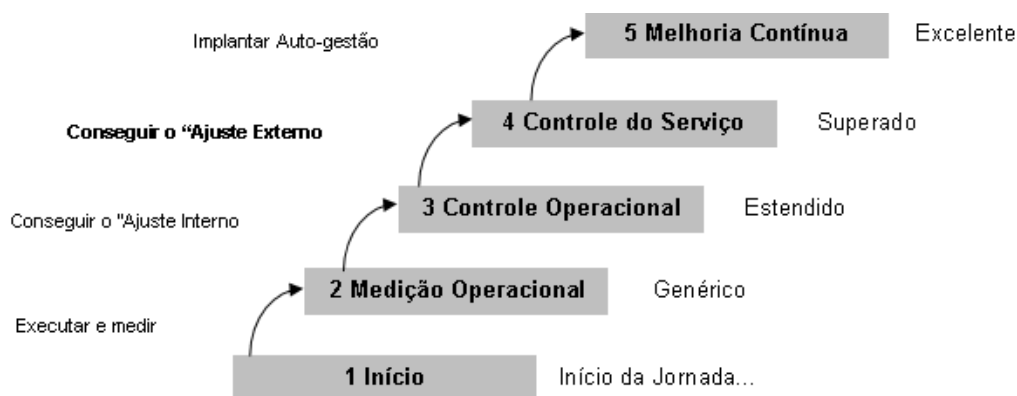 Implantar Auto-gestão
5 Melhoria Contínua
Excelente
Conseguir o “Ajuste Externo
4 Controle do Serviço
Superado
Conseguir o "Ajuste Interno
3 Controle Operacional
Estendido
2 Medição Operacional
Genérico
Executar e medir
1 Início
Início da Jornada...